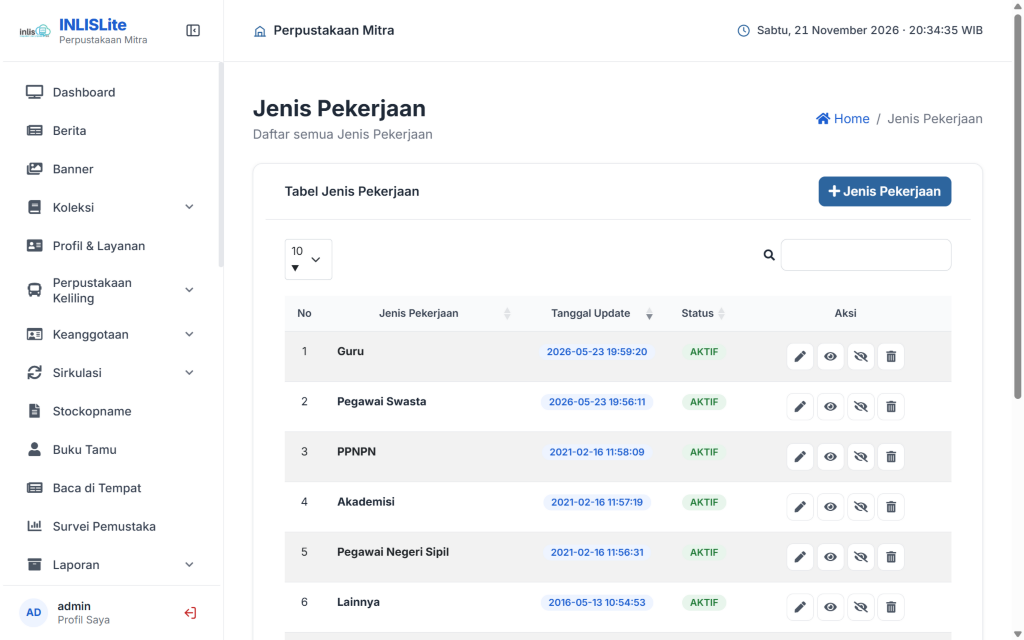 inlis
INLISLite
Perpustakaan Mitra
Perpustakaan Mitra
Sabtu, 21 November 2026 · 20:34:35 WIB
Dashboard
Berita
Banner
Koleksi
Profil & Layanan
Perpustakaan
Keliling
Keanggotaan
Sirkulasi
Stockopname
Buku Tamu
Baca di Tempat
Survei Pemustaka
Laporan
AD
admin
Profil Saya
Jenis Pekerjaan
Daftar semua Jenis Pekerjaan
Home / Jenis Pekerjaan
Tabel Jenis Pekerjaan
Jenis Pekerjaan
10
No Jenis Pekerjaan Tanggal Update Status Aksi
1 Guru 2026-05-23 19:59:20 AKTIF
2 Pegawai Swasta 2026-05-23 19:56:11 AKTIF
3 PPNPN 2021-02-16 11:58:09 AKTIF
4 Akademisi 2021-02-16 11:57:19 AKTIF
5 Pegawai Negeri Sipil 2021-02-16 11:56:31 AKTIF
6 Lainnya 2016-05-13 10:54:53 AKTIF